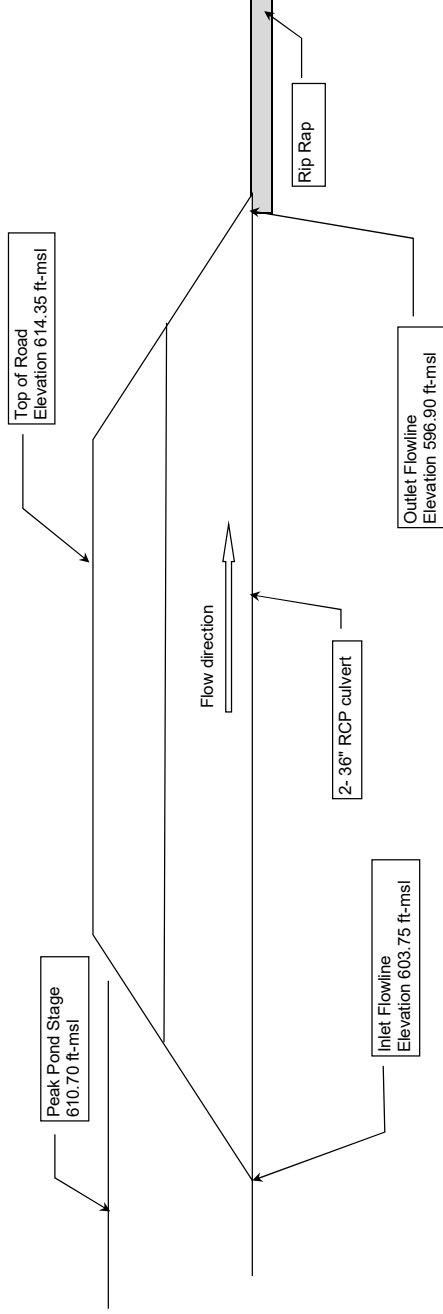 Peak Pond Stage
610.70 ft-msl
Top of Road
Elevation 614.35 ft-msl
Flow direction
Inlet Flowline
Elevation 603.75 ft-msl
2- 36" RCP culvert
Outlet Flowline
Elevation 596.90 ft-msl
Rip Rap